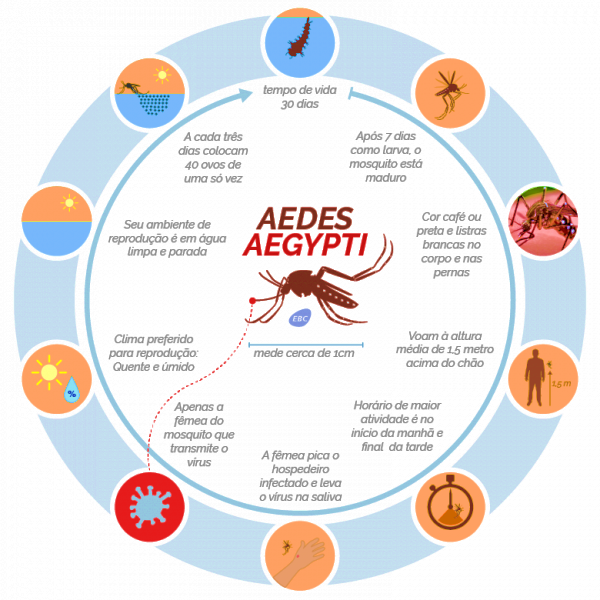 tempo de vida
30 dias
Após 7 dias
como larva, o
mosquito está
maduro
Cor café ou
preta e listras
brancas no
corpo e nas
pernas
Voam à altura
média de 1,5 metro
acima do chão
1,5 m
Horário de maior
atividade é no
início da manhã e
final da tarde
A fêmea pica o
hospedeiro
infectado e leva
o vírus na saliva
Apenas a
fêmea do
mosquito que
transmite o
vírus
Clima preferido
para reprodução:
Quente e úmido
%
Seu ambiente de
reprodução é em água
limpa e parada
A cada três
dias colocam
40 ovos de
uma só vez
AEDES
AEGYPTI
EBC
mede cerca de 1cm